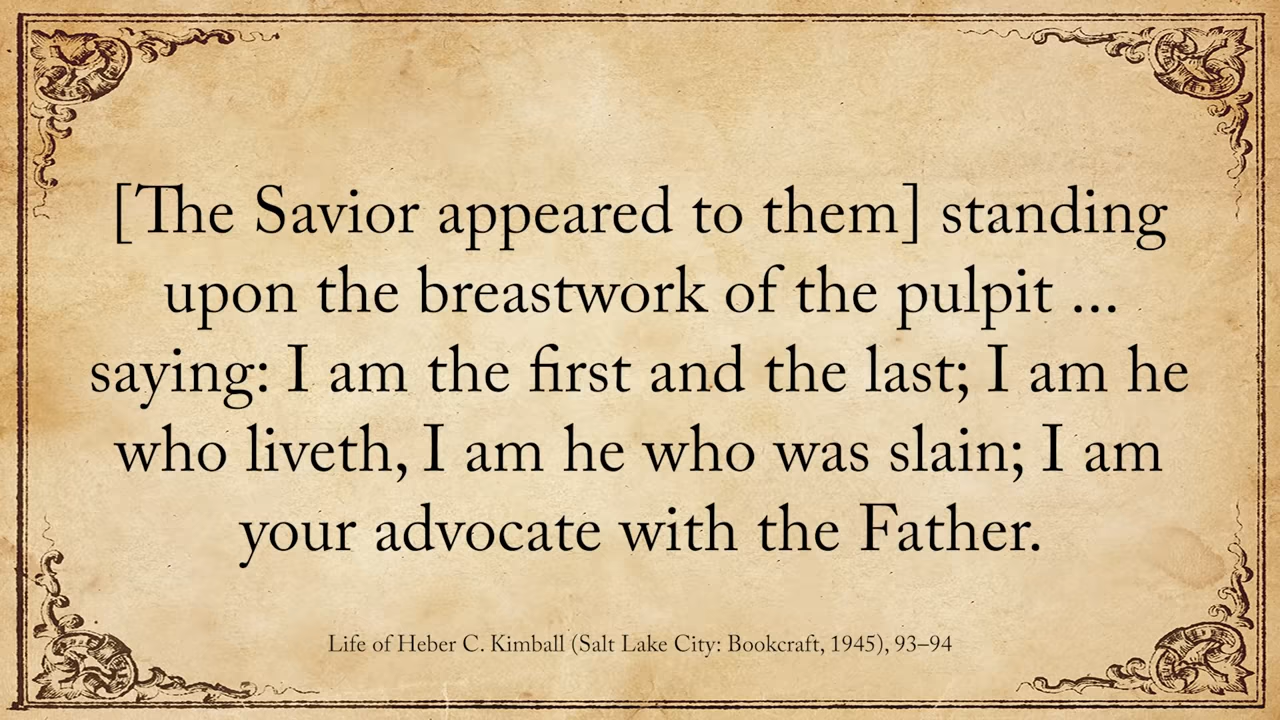 [The Savior appeared to them] standing
upon the breastwork of the pulpit ...
saying: I am the first and the last; I am he
who liveth, I am he who was slain; I am
your advocate with the Father.
Life of Heber C. Kimball (Salt Lake City: Bookcraft, 1945), 93–94